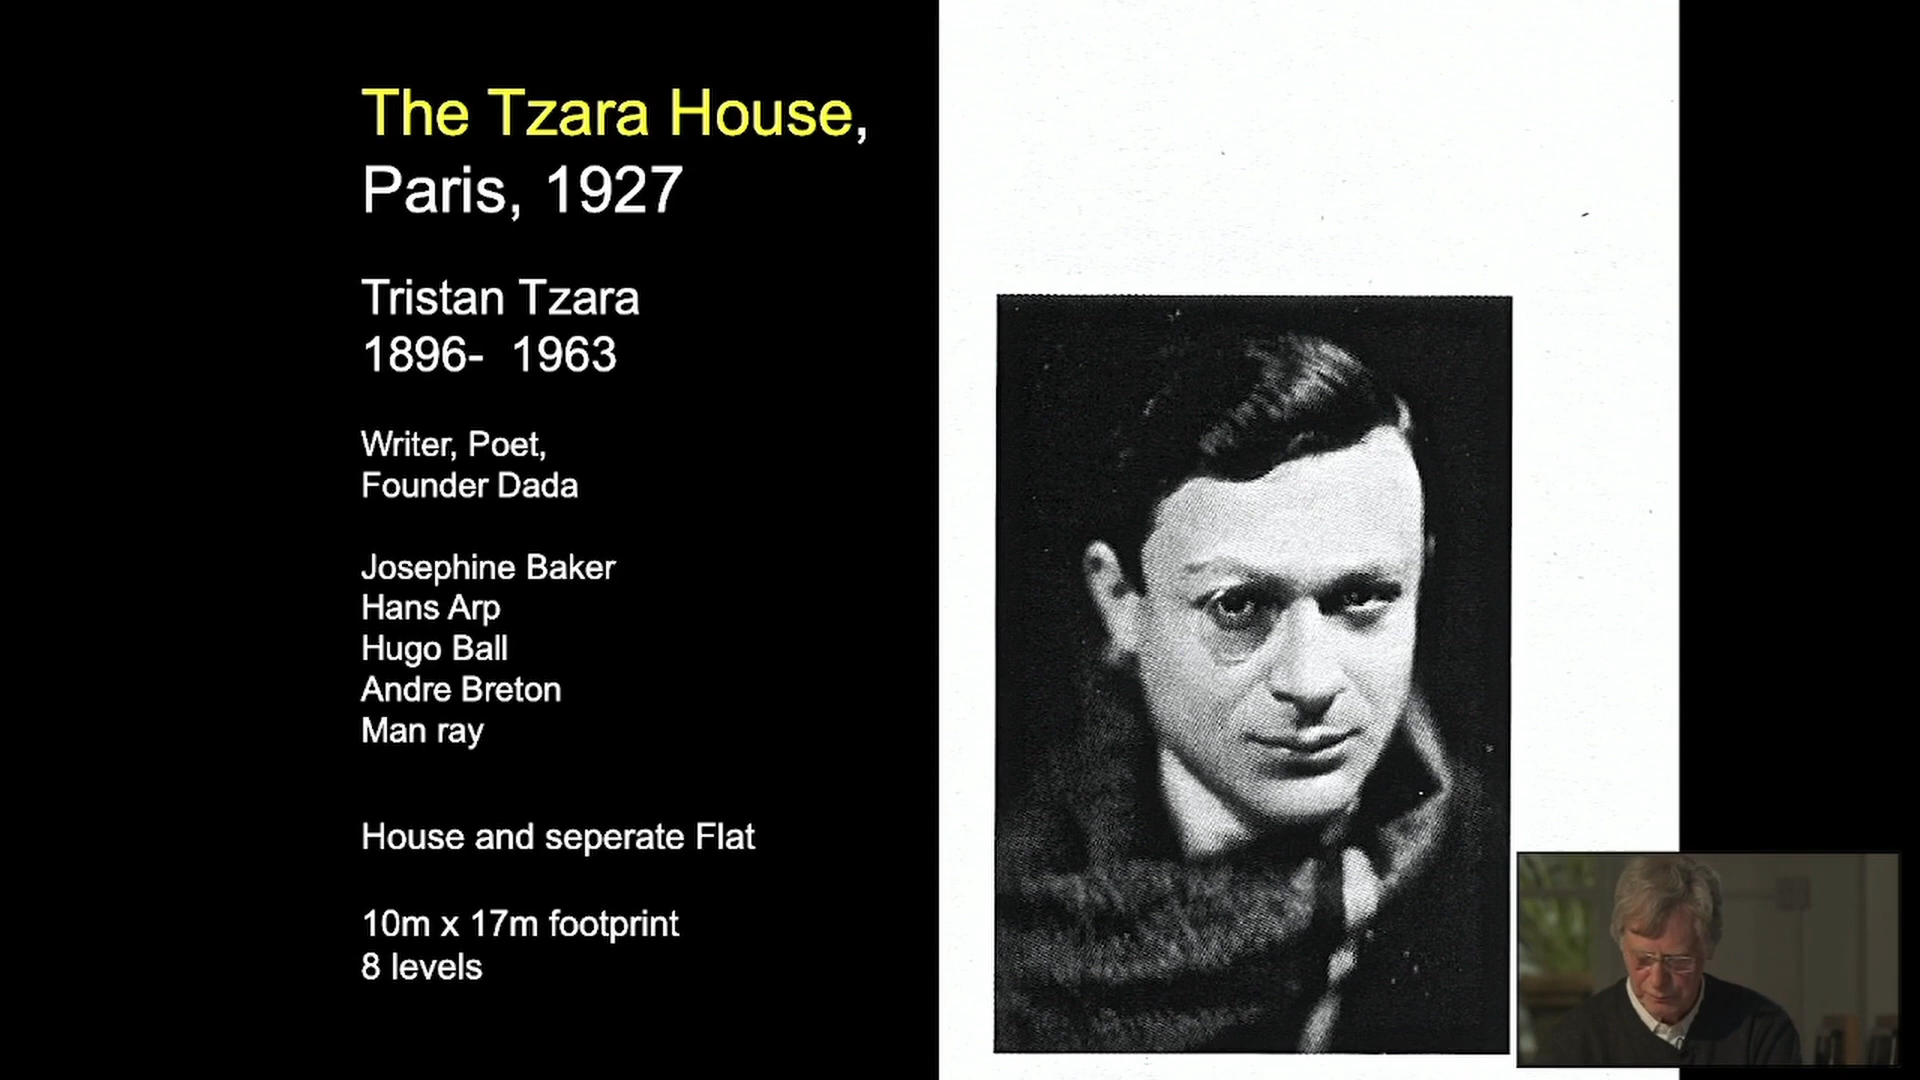 The Tzara House,
Paris, 1927
Tristan Tzara
1896-  1963
Writer, Poet,
Founder Dada
Josephine Baker
Hans Arp
Hugo Ball
Andre Breton
Man ray
House and seperate Flat
10m x 17m footprint
8 levels